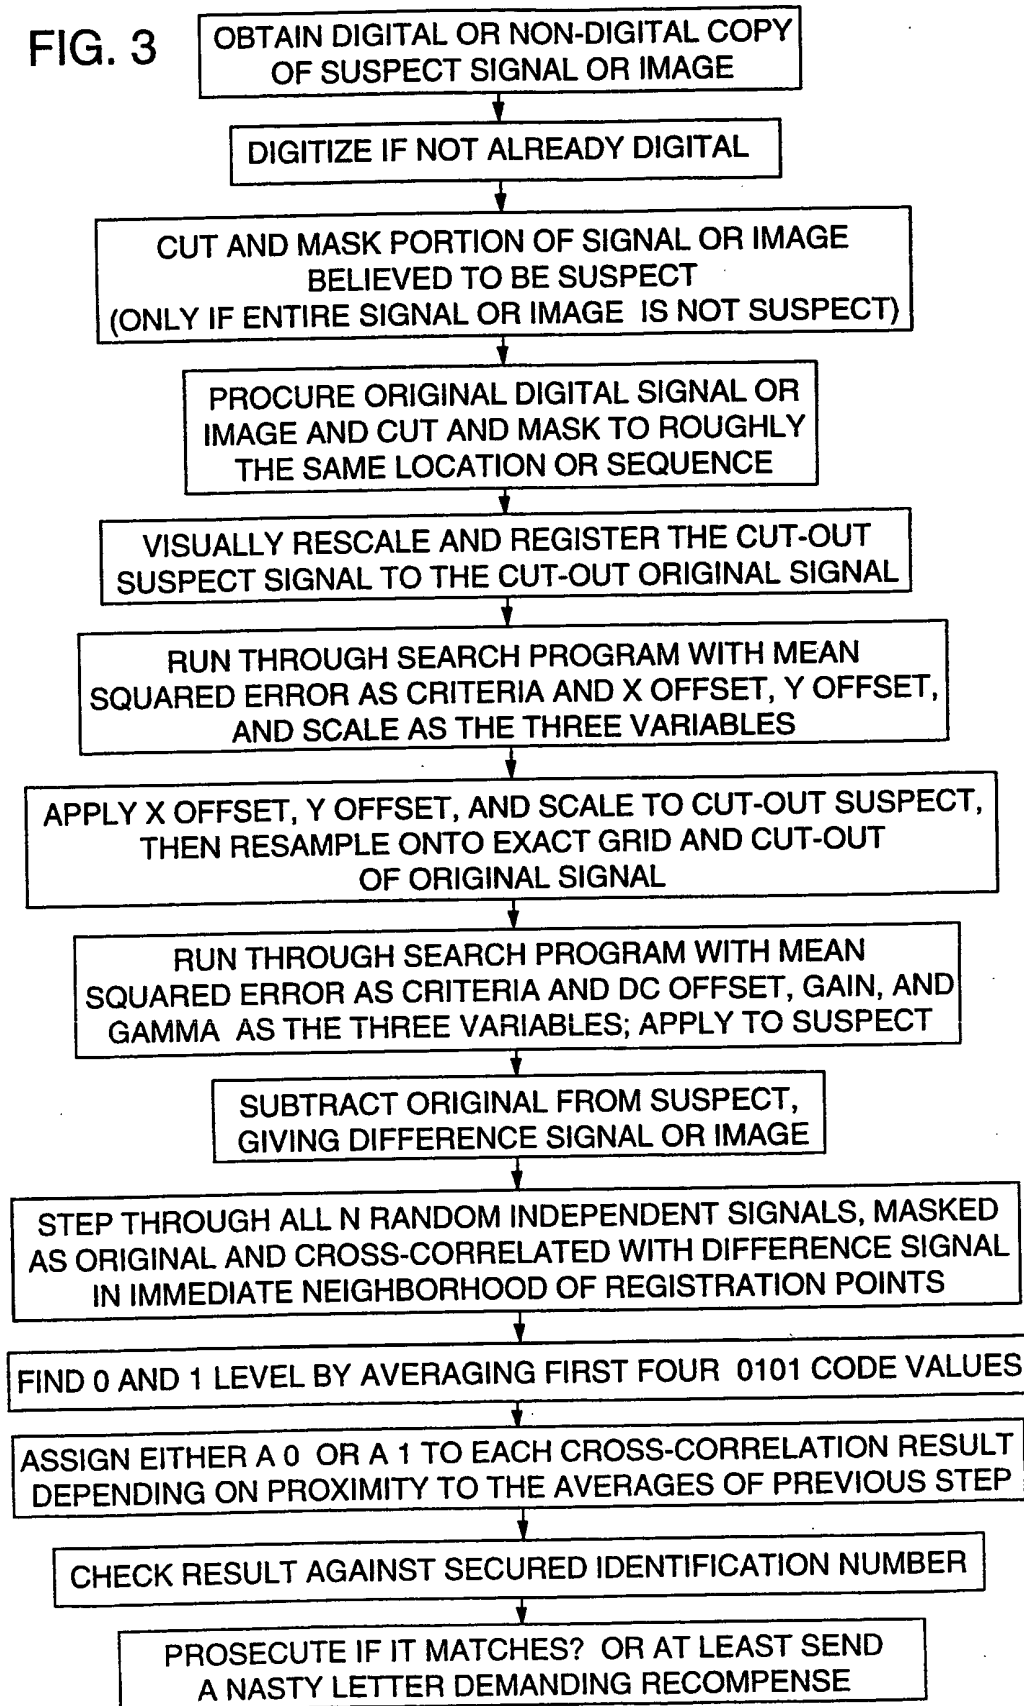 FIG. 3
OBTAIN DIGITAL OR NON-DIGITAL COPY
OF SUSPECT SIGNAL OR IMAGE
DIGITIZE IF NOT ALREADY DIGITAL
CUT AND MASK PORTION OF SIGNAL OR IMAGE
BELIEVED TO BE SUSPECT
(ONLY IF ENTIRE SIGNAL OR IMAGE IS NOT SUSPECT)
PROCURE ORIGINAL DIGITAL SIGNAL OR
IMAGE AND CUT AND MASK TO ROUGHLY
THE SAME LOCATION OR SEQUENCE
VISUALLY RESCALE AND REGISTER THE CUT-OUT
SUSPECT SIGNAL TO THE CUT-OUT ORIGINAL SIGNAL
RUN THROUGH SEARCH PROGRAM WITH MEAN
SQUARED ERROR AS CRITERIA AND X OFFSET, Y OFFSET,
AND SCALE AS THE THREE VARIABLES
APPLY X OFFSET, Y OFFSET, AND SCALE TO CUT-OUT SUSPECT,
THEN RESAMPLE ONTO EXACT GRID AND CUT-OUT
OF ORIGINAL SIGNAL
RUN THROUGH SEARCH PROGRAM WITH MEAN
SQUARED ERROR AS CRITERIA AND DC OFFSET, GAIN, AND
GAMMA AS THE THREE VARIABLES; APPLY TO SUSPECT
SUBTRACT ORIGINAL FROM SUSPECT,
GIVING DIFFERENCE SIGNAL OR IMAGE
STEP THROUGH ALL N RANDOM INDEPENDENT SIGNALS, MASKED
AS ORIGINAL AND CROSS-CORRELATED WITH DIFFERENCE SIGNAL
IN IMMEDIATE NEIGHBORHOOD OF REGISTRATION POINTS
FIND 0 AND 1 LEVEL BY AVERAGING FIRST FOUR 0101 CODE VALUES
ASSIGN EITHER A 0 OR A 1 TO EACH CROSS-CORRELATION RESULT
DEPENDING ON PROXIMITY TO THE AVERAGES OF PREVIOUS STEP
CHECK RESULT AGAINST SECURED IDENTIFICATION NUMBER
PROSECUTE IF IT MATCHES? OR AT LEAST SEND
A NASTY LETTER DEMANDING RECOMPENSE